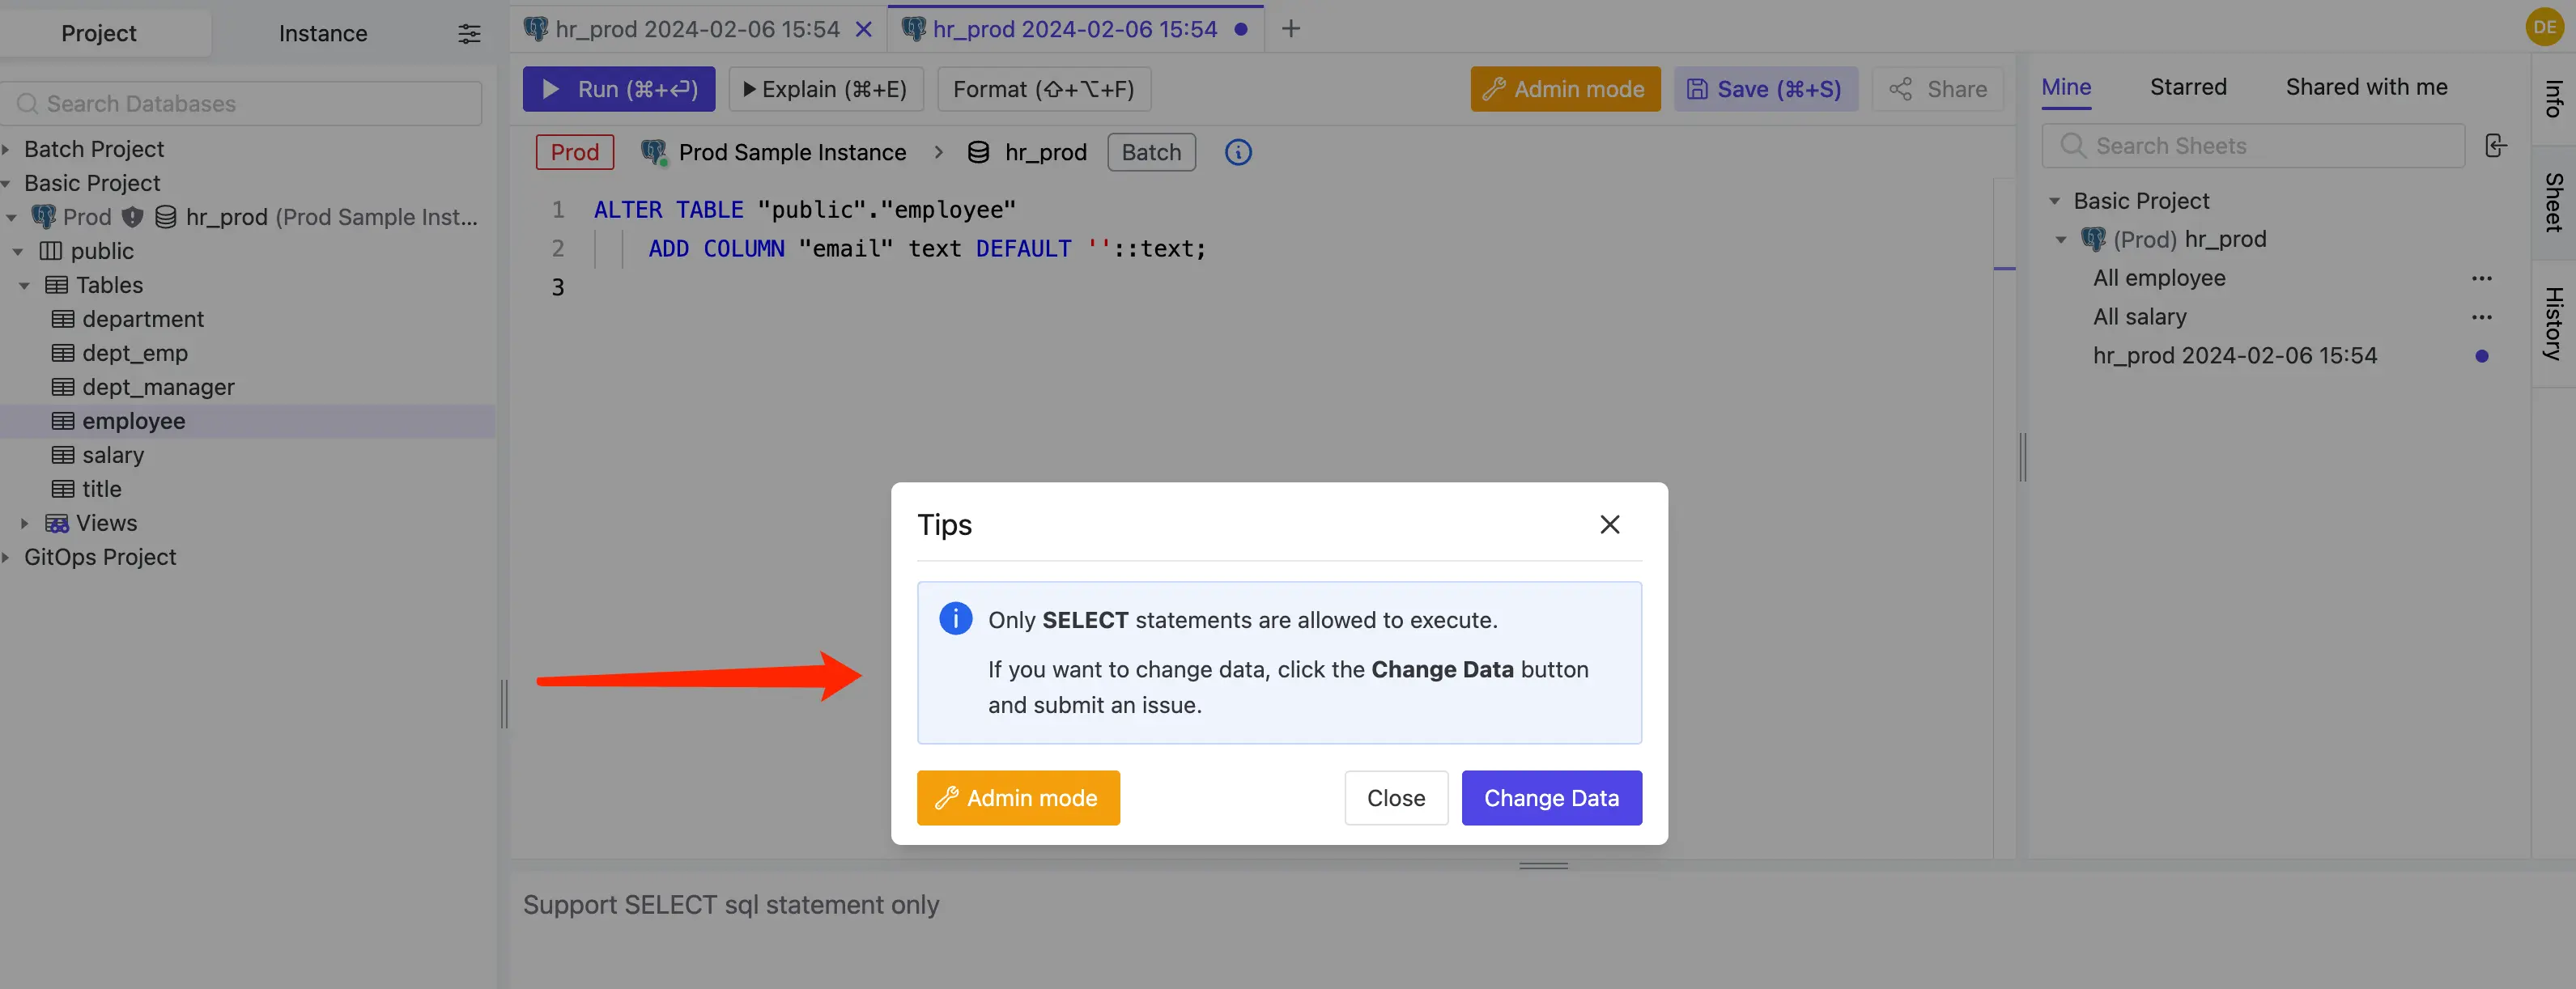 Project
Instance
hr_prod 2024-02-06 15:54
hr_prod 2024-02-06 15:54
DE
Search Databases
Batch Project
Basic Project
Prod hr_prod (Prod Sample Inst...
public
Tables
department
dept_emp
dept_manager
employee
salary
title
Views
GitOps Project
Run (⌘+⏎)
Explain (⌘+E)
Format (⇧+⌥+F)
Admin mode
Save (⌘+S)
Share
Prod
Prod Sample Instance > hr_prod
Batch
1 ALTER TABLE "public"."employee"
2 ADD COLUMN "email" text DEFAULT ''::text;
3
Tips
Only SELECT statements are allowed to execute.
If you want to change data, click the Change Data button
and submit an issue.
Admin mode
Close
Change Data
Support SELECT sql statement only
Mine
Starred
Shared with me
Search Sheets
Basic Project
(Prod) hr_prod
All employee ...
All salary ...
hr_prod 2024-02-06 15:54
Info
Sheet
History